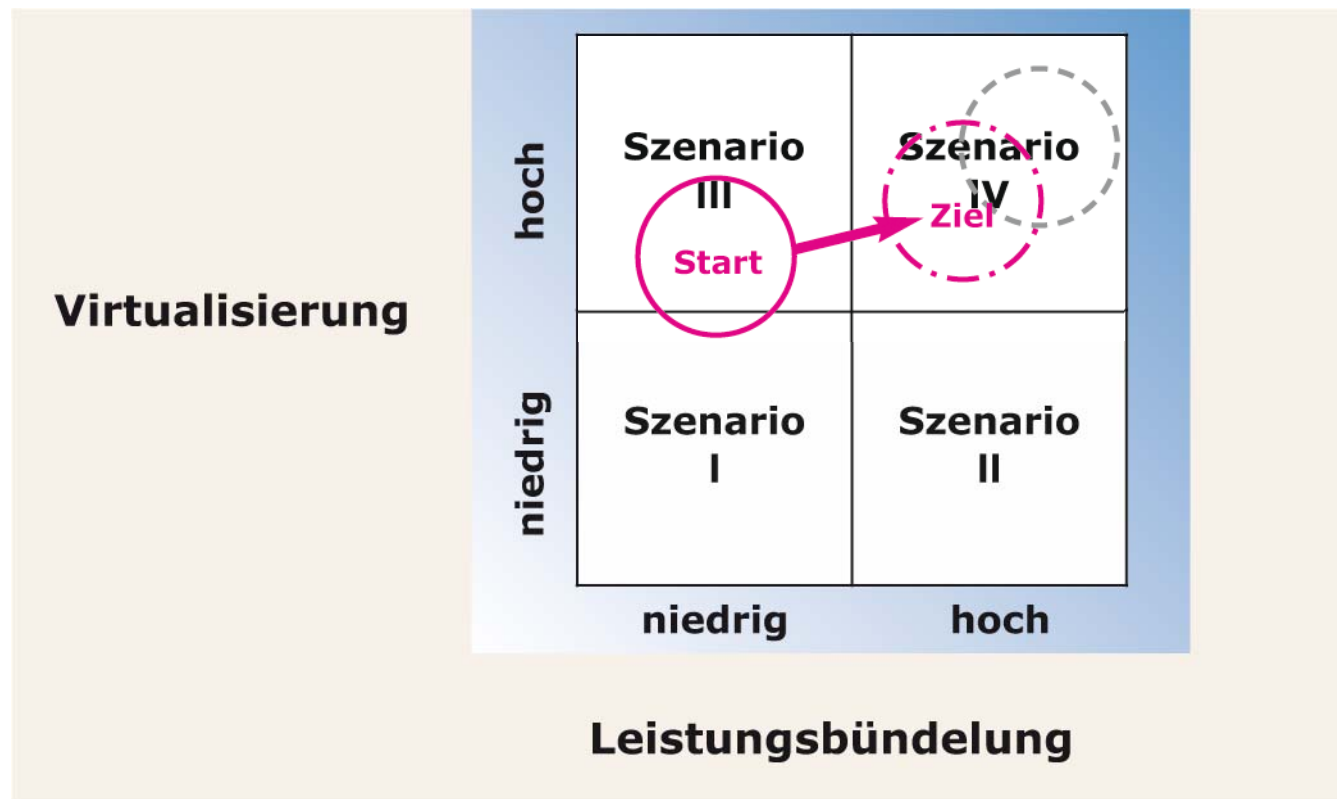 Szenario
III
Start
Szenario
IV
Ziel
hoch
Virtualisierung
niedrig
Szenario
I
Szenario
II
niedrig
hoch
Leistungsbündelung